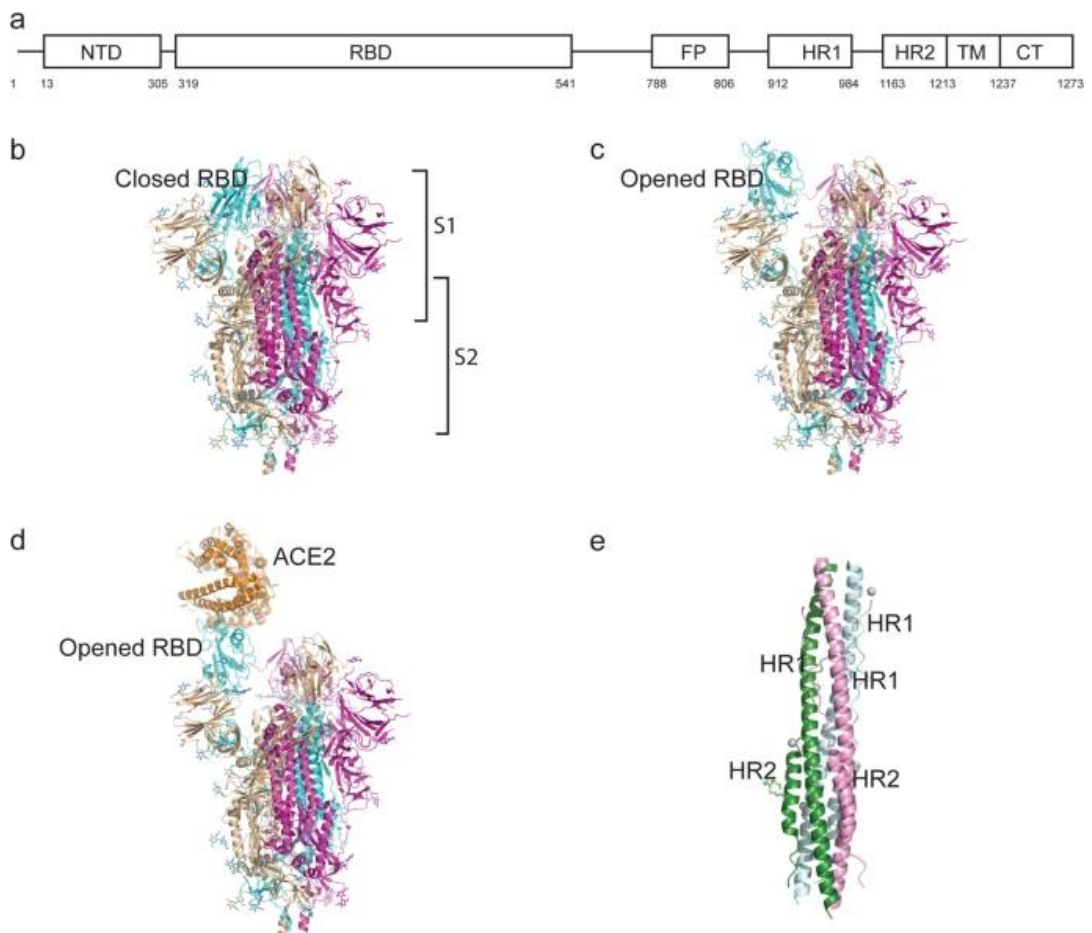 a
NTD RBD FP HR1 HR2 TM CT
1 13 305 319 541 788 806 912 984 1163 1213 1237 1273
b
Closed RBD
S1
S2
c
Opened RBD
d
ACE2
Opened RBD
e
HR1
HR1
HR1
HR2
HR2